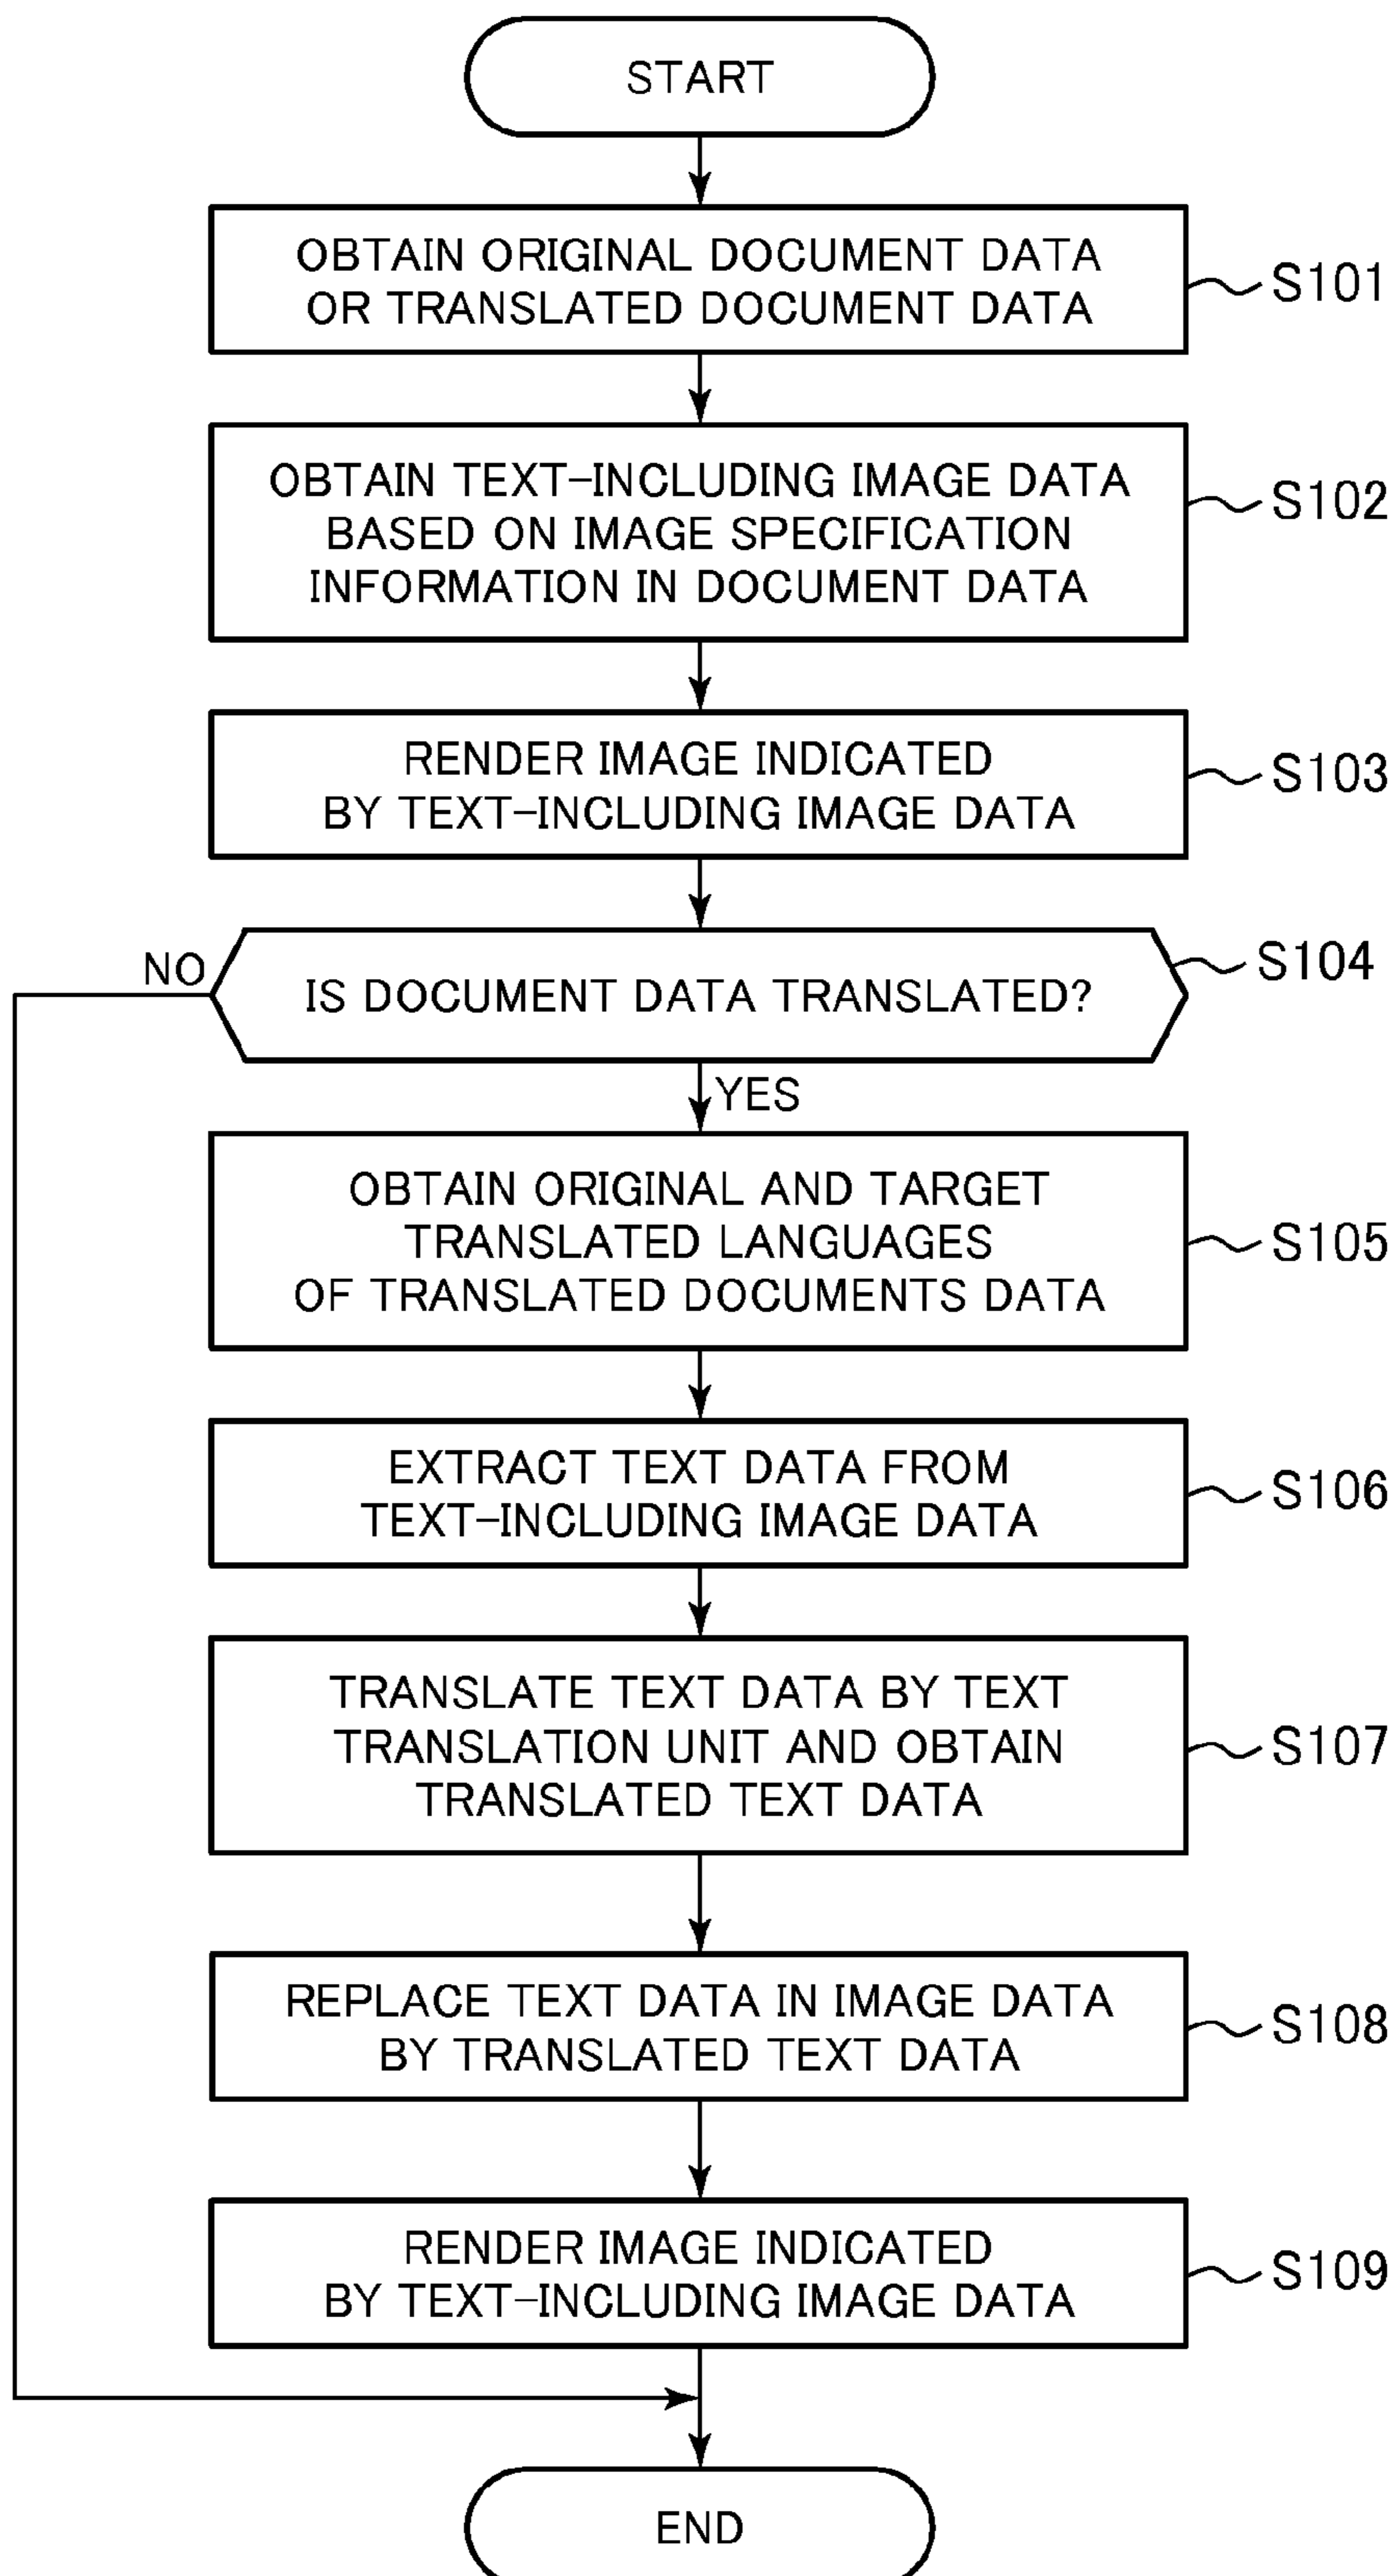 START
OBTAIN ORIGINAL DOCUMENT DATA
OR TRANSLATED DOCUMENT DATA
S101
OBTAIN TEXT-INCLUDING IMAGE DATA
BASED ON IMAGE SPECIFICATION
INFORMATION IN DOCUMENT DATA
S102
RENDER IMAGE INDICATED
BY TEXT-INCLUDING IMAGE DATA
S103
NO
IS DOCUMENT DATA TRANSLATED?
S104
YES
OBTAIN ORIGINAL AND TARGET
TRANSLATED LANGUAGES
OF TRANSLATED DOCUMENTS DATA
S105
EXTRACT TEXT DATA FROM
TEXT-INCLUDING IMAGE DATA
S106
TRANSLATE TEXT DATA BY TEXT
TRANSLATION UNIT AND OBTAIN
TRANSLATED TEXT DATA
S107
REPLACE TEXT DATA IN IMAGE DATA
BY TRANSLATED TEXT DATA
S108
RENDER IMAGE INDICATED
BY TEXT-INCLUDING IMAGE DATA
S109
END